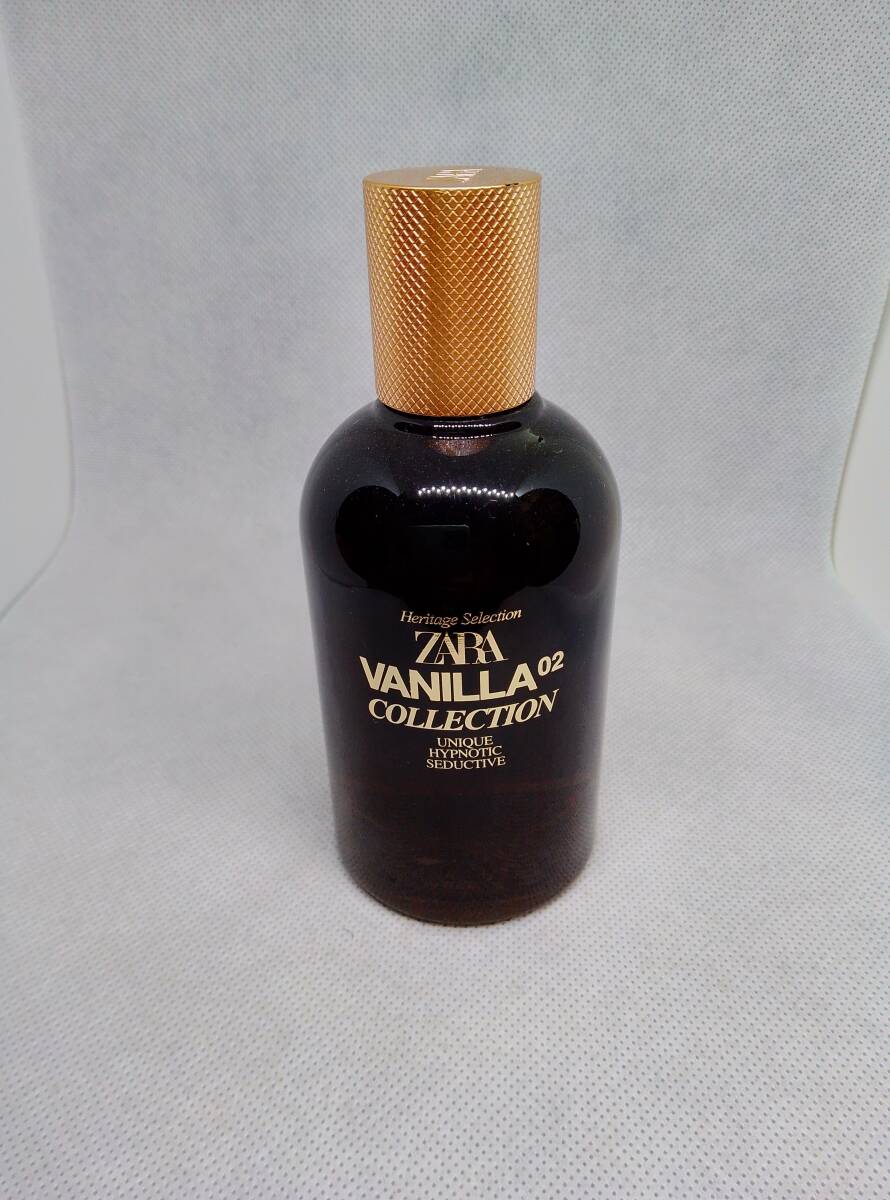 Heritage Selection
ZARA
VANILLA 02
COLLECTION
UNIQUE
HYPNOTIC
SEDUCTIVE